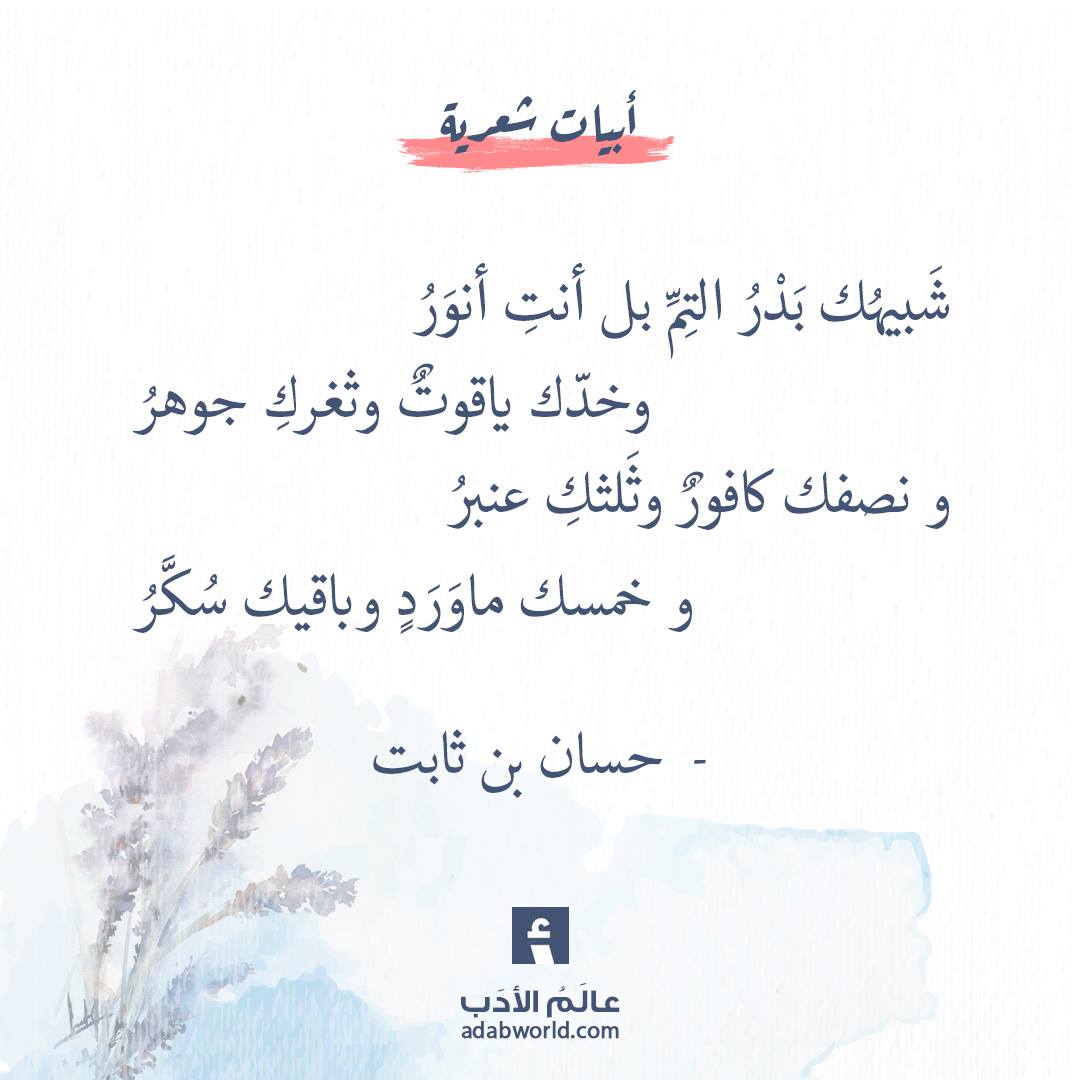 أبيات شعرية
شَبيهُك بَدْرُ التِمِّ بل أنتِ أنوَرُ
وخدّك ياقوتٌ وثغركِ جوهرُ
و نصفك كافورٌ وثَلثكِ عنبرُ
و خمسك ماوَرَدٍ وباقيك سُكَّرُ
- حسان بن ثابت
أ
عالَمُ الأدَب
adabworld.com